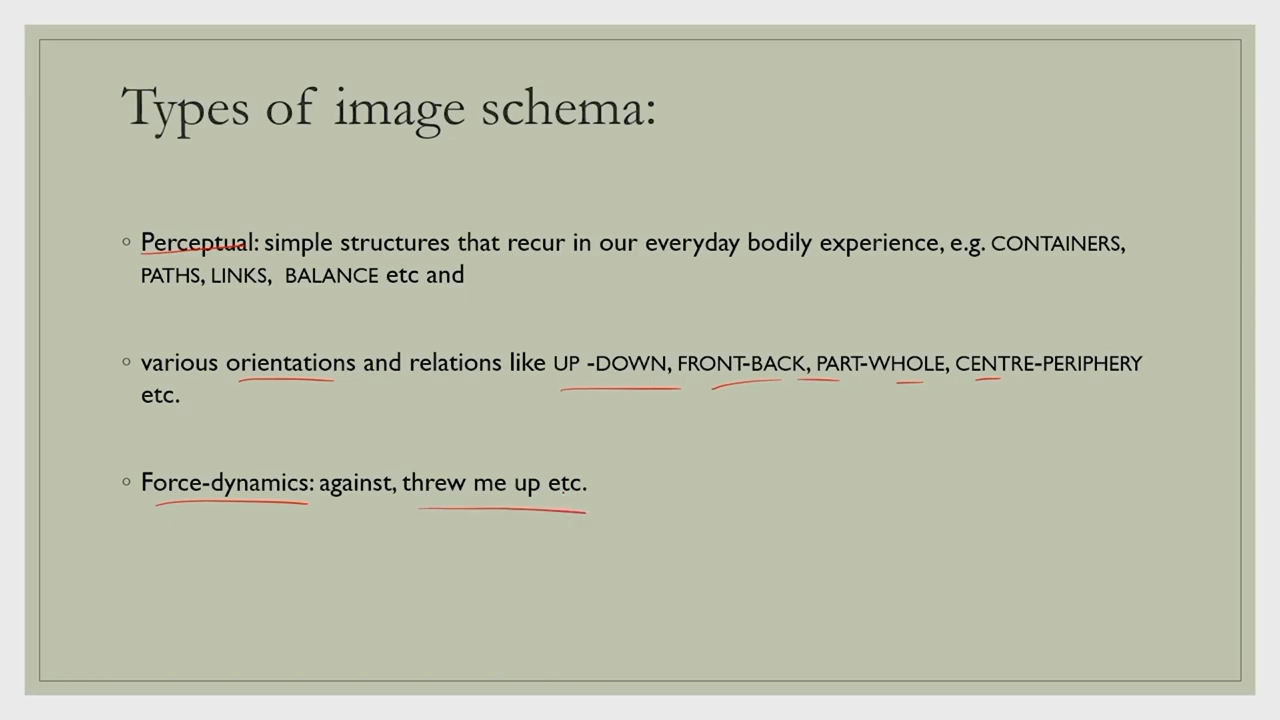 Types of image schema:
◦ Perceptual: simple structures that recur in our everyday bodily experience, e.g. CONTAINERS,
PATHS, LINKS, BALANCE etc and
◦ various orientations and relations like UP -DOWN, FRONT-BACK, PART-WHOLE, CENTRE-PERIPHERY
etc.
◦ Force-dynamics: against, threw me up etc.